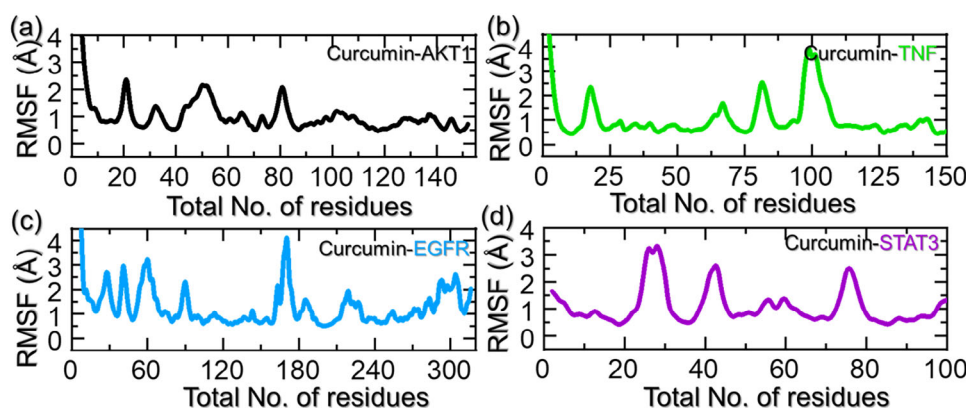 (a)
Curcumin-AKT1
RMSF (Å)
4
3
2
1
0
0 20 40 60 80 100 120 140
Total No. of residues
(b)
Curcumin-TNF
RMSF (Å)
4
3
2
1
0
0 25 50 75 100 125 150
Total No. of residues
(c)
Curcumin-EGFR
RMSF (Å)
4
3
2
1
0
0 60 120 180 240 300
Total No. of residues
(d)
Curcumin-STAT3
RMSF (Å)
4
3
2
1
0
0 20 40 60 80 100
Total No. of residues